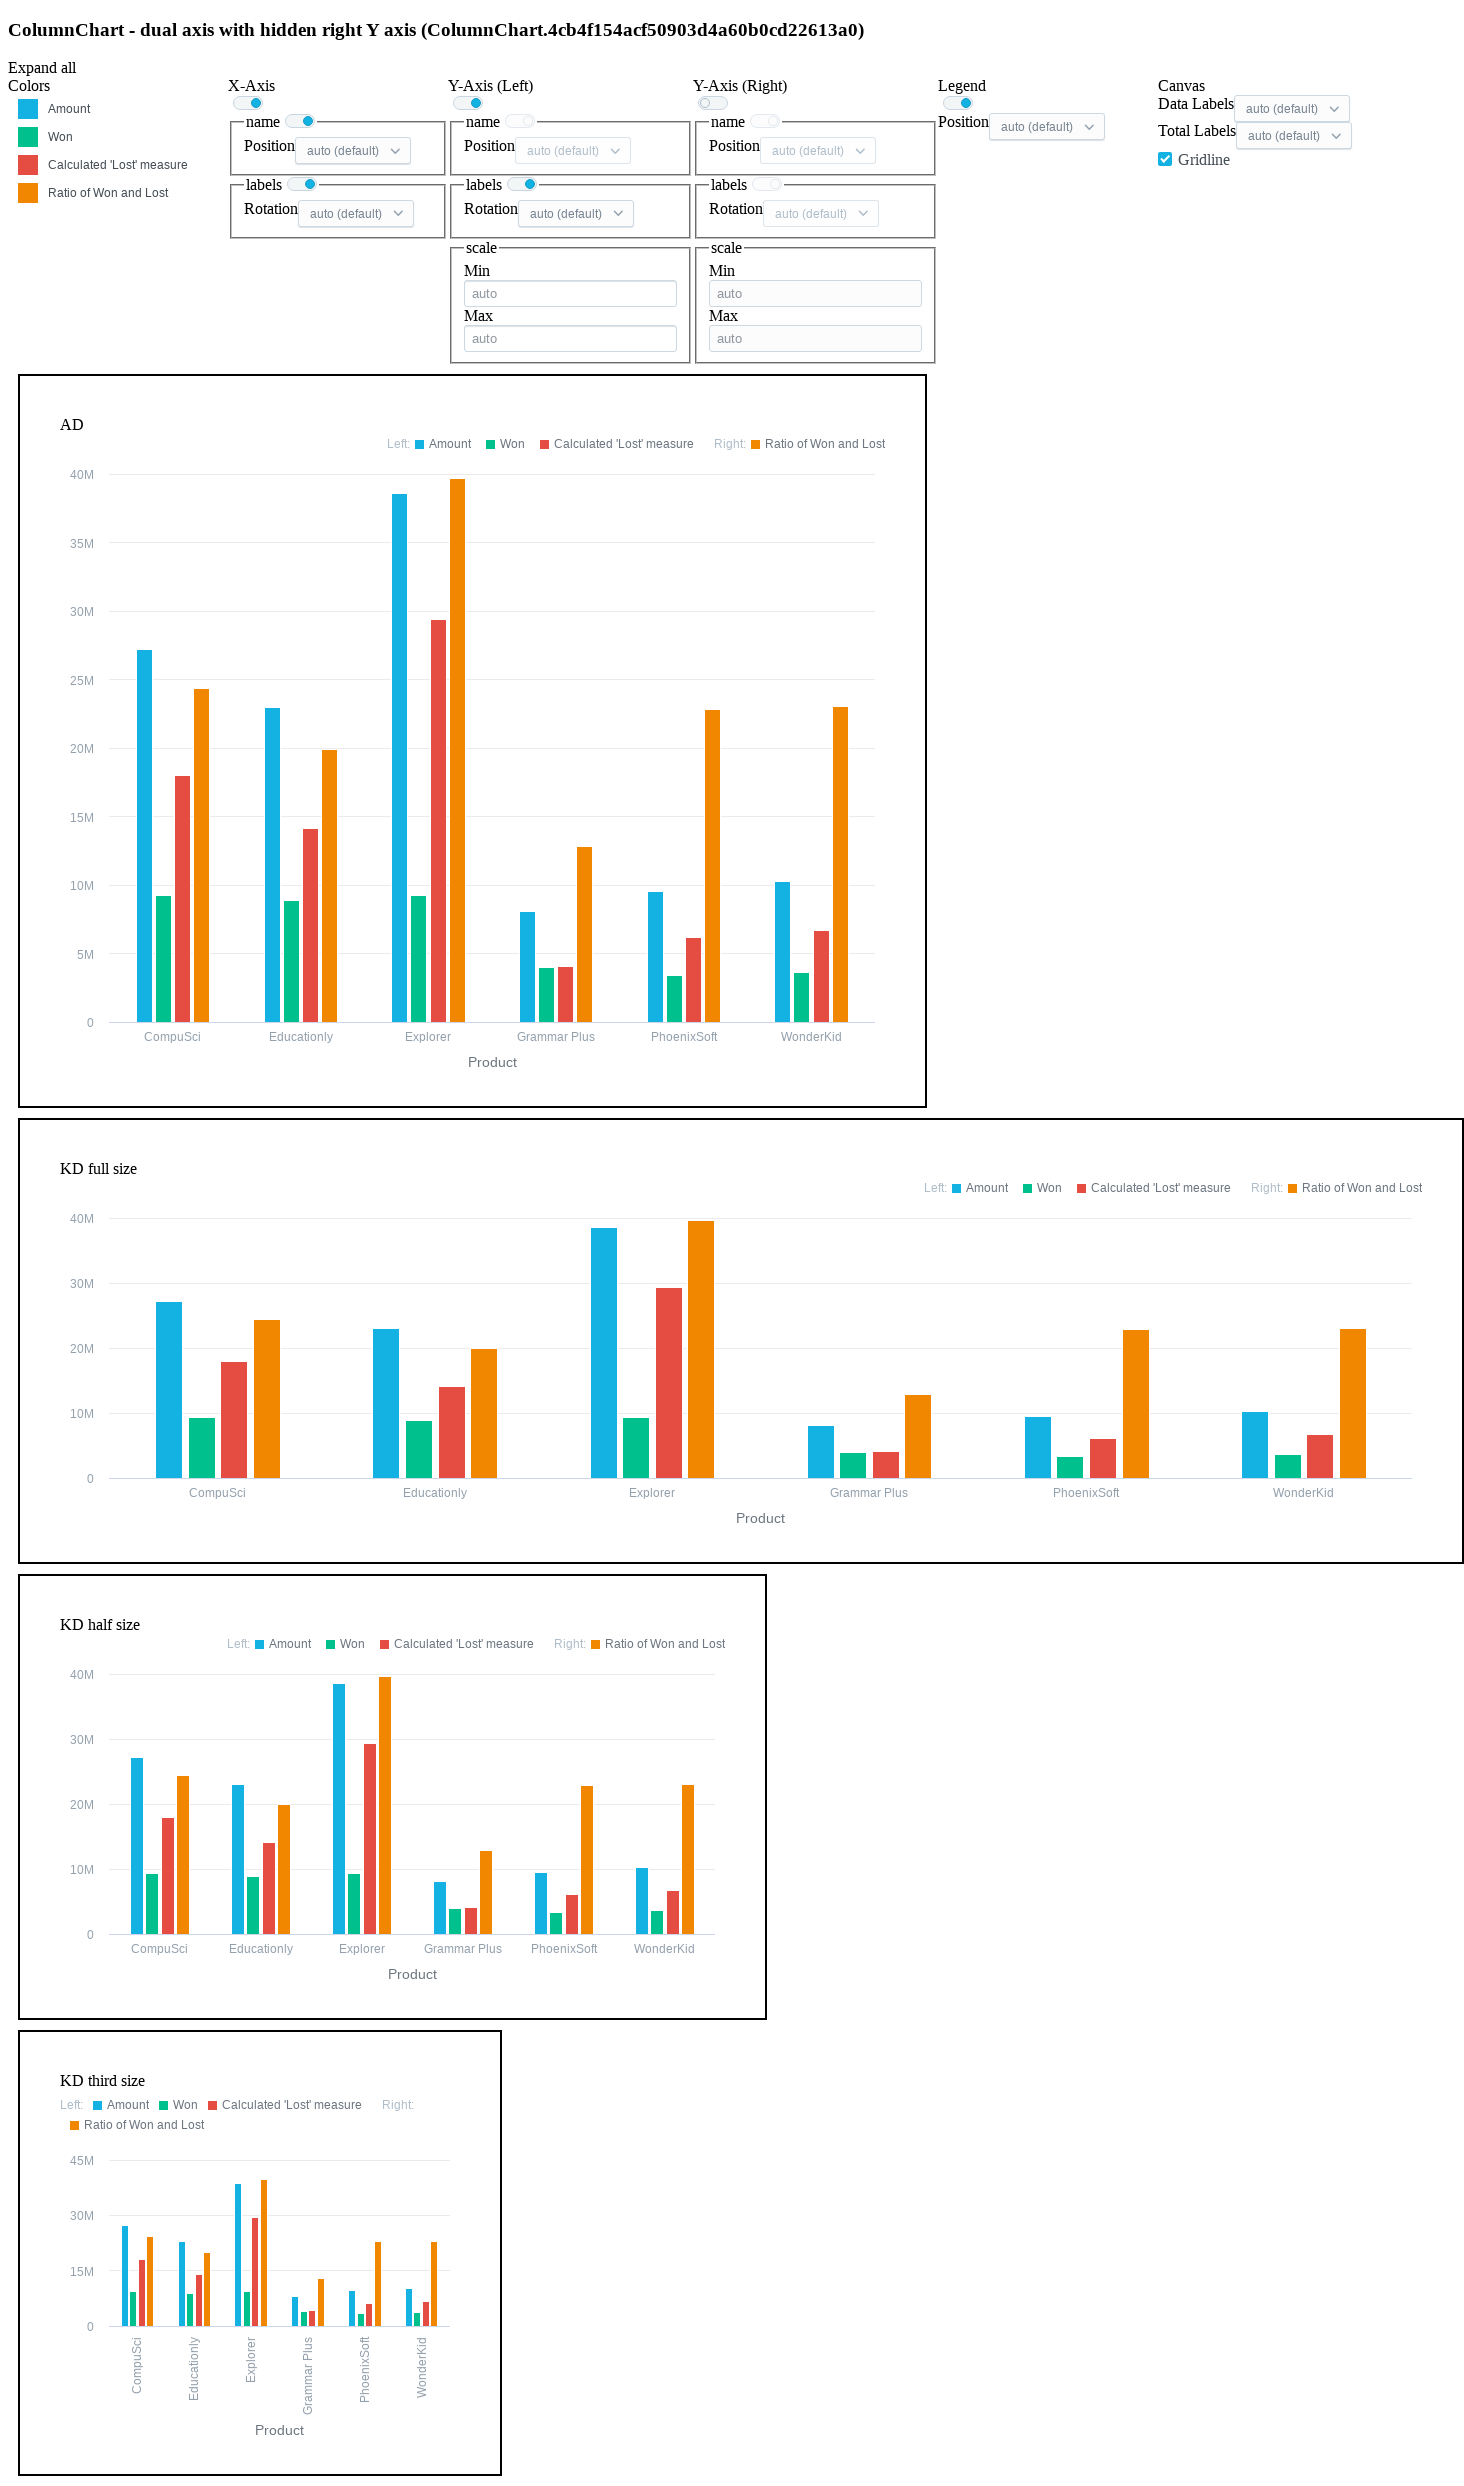 ColumnChart - dual axis with hidden right Y axis (ColumnChart.4cb4f154acf50903d4a60b0cd22613a0)
Expand all
Colors
Amount
Won
Calculated 'Lost' measure
Ratio of Won and Lost
X-Axis
name
Position auto (default)
labels
Rotation auto (default)
Y-Axis (Left)
name
Position auto (default)
labels
Rotation auto (default)
scale
Min
auto
Max
auto
Y-Axis (Right)
name
Position auto (default)
labels
Rotation auto (default)
scale
Min
auto
Max
auto
Legend
Position auto (default)
Canvas
Data Labels auto (default)
Total Labels auto (default)
Gridline
AD
Left: Amount Won Calculated 'Lost' measure Right: Ratio of Won and Lost
40M
35M
30M
25M
20M
15M
10M
5M
0
CompuSci Educationly Explorer Grammar Plus PhoenixSoft WonderKid
Product
KD full size
Left: Amount Won Calculated 'Lost' measure Right: Ratio of Won and Lost
40M
30M
20M
10M
0
CompuSci Educationly Explorer Grammar Plus PhoenixSoft WonderKid
Product
KD half size
Left: Amount Won Calculated 'Lost' measure Right: Ratio of Won and Lost
40M
30M
20M
10M
0
CompuSci Educationly Explorer Grammar Plus PhoenixSoft WonderKid
Product
KD third size
Left: Amount Won Calculated 'Lost' measure Right:
Ratio of Won and Lost
45M
30M
15M
0
CompuSci Educationly Explorer Grammar Plus PhoenixSoft WonderKid
Product